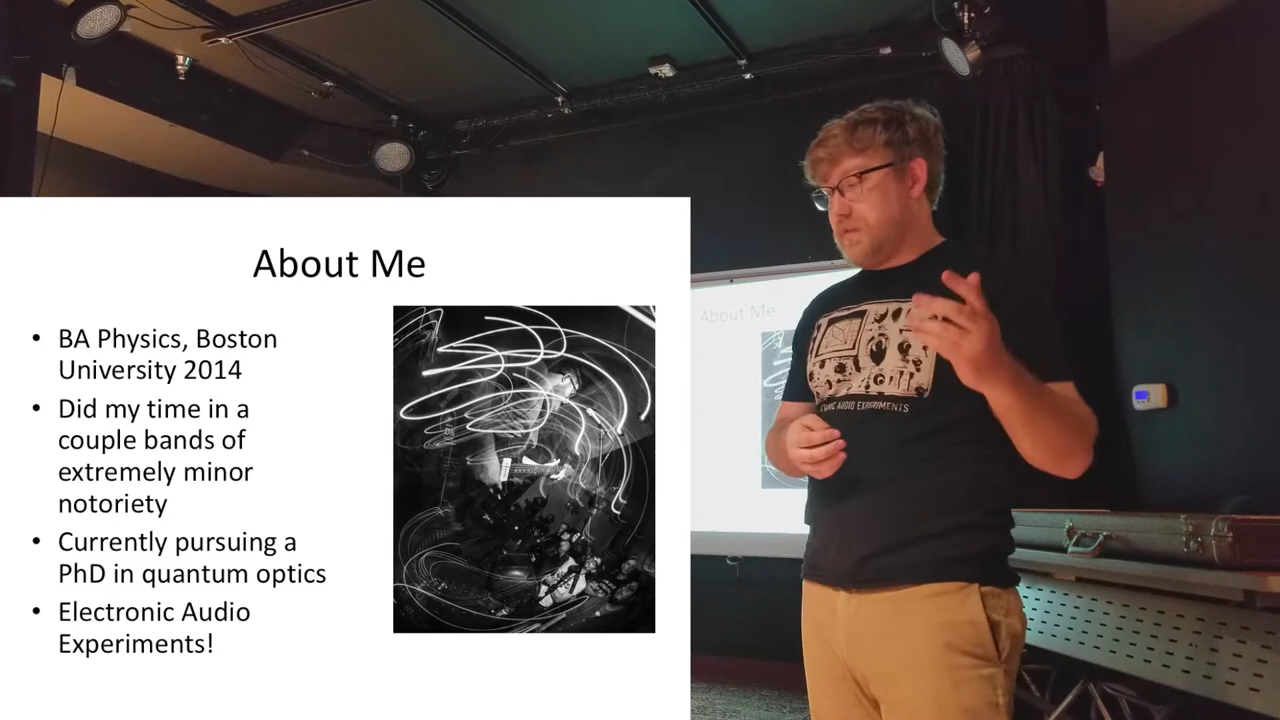 About Me
• BA Physics, Boston
University 2014
• Did my time in a
couple bands of
extremely minor
notoriety
• Currently pursuing a
PhD in quantum optics
• Electronic Audio
Experiments!
About Me
AUDIO EXPERIMENTS